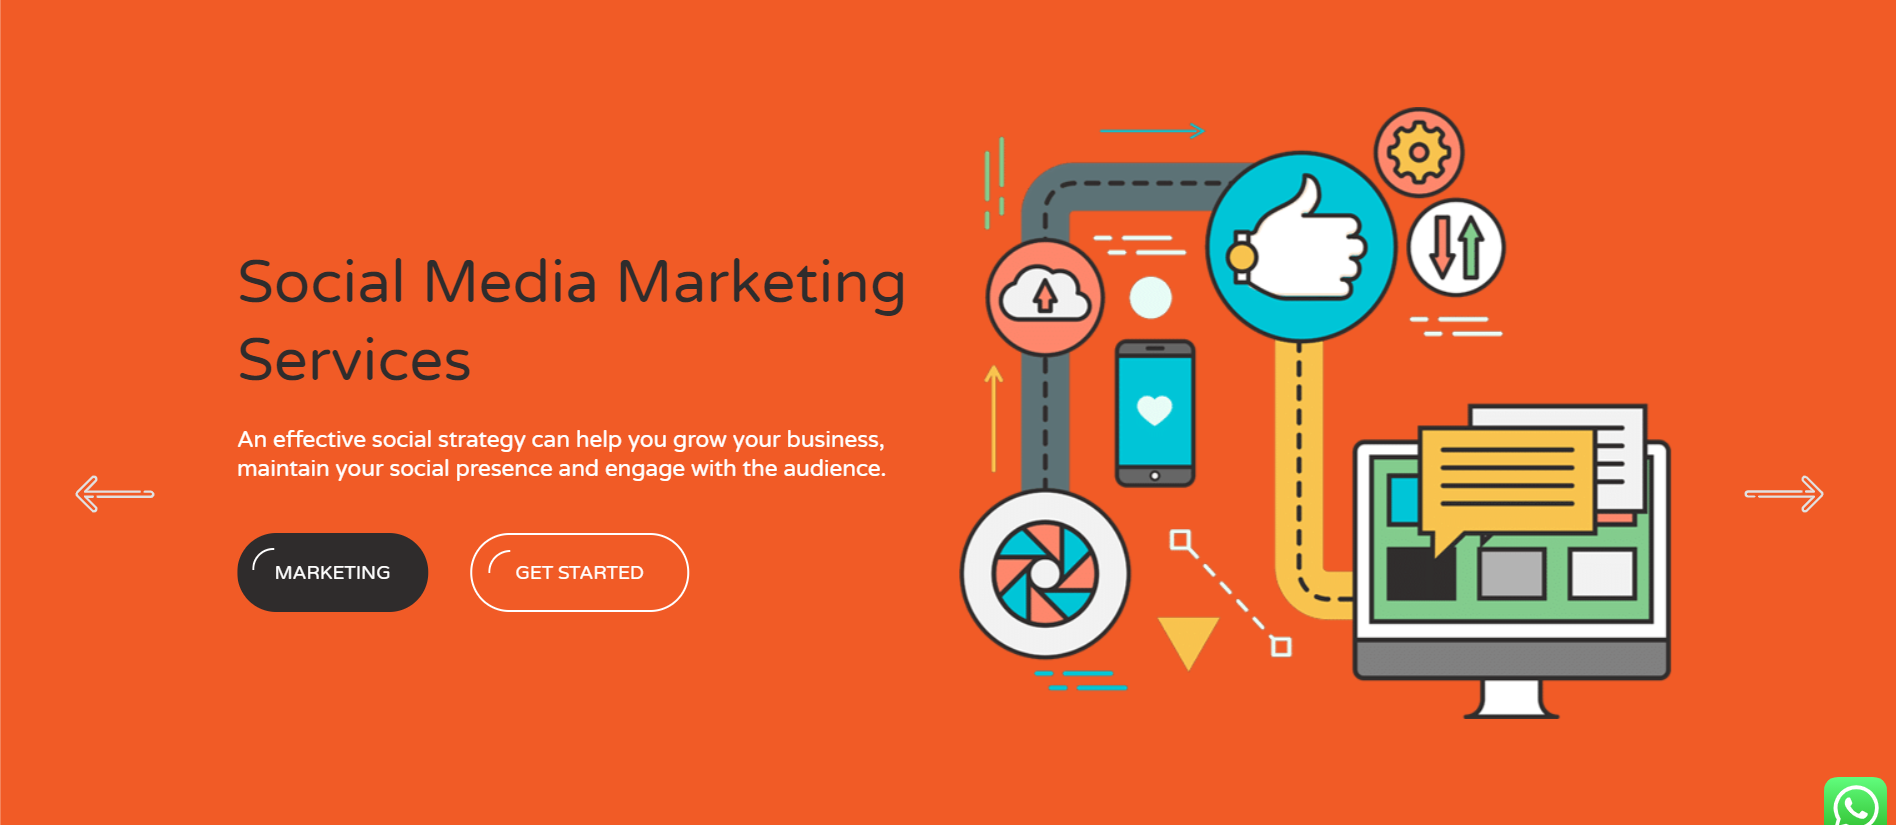 Social Media Marketing
Services
An effective social strategy can help you grow your business,
maintain your social presence and engage with the audience.
MARKETING
GET STARTED